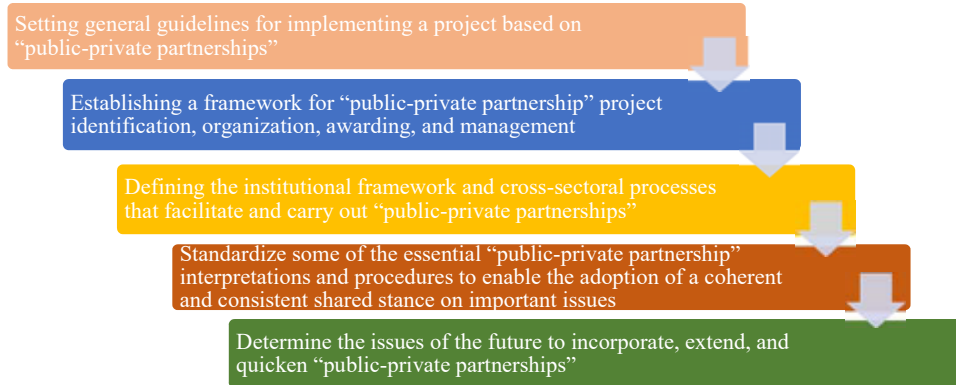 Setting general guidelines for implementing a project based on
“public-private partnerships”
Establishing a framework for “public-private partnership” project
identification, organization, awarding, and management
Defining the institutional framework and cross-sectoral processes
that facilitate and carry out “public-private partnerships”
Standardize some of the essential “public-private partnership”
interpretations and procedures to enable the adoption of a coherent
and consistent shared stance on important issues
Determine the issues of the future to incorporate, extend, and
quicken “public-private partnerships”